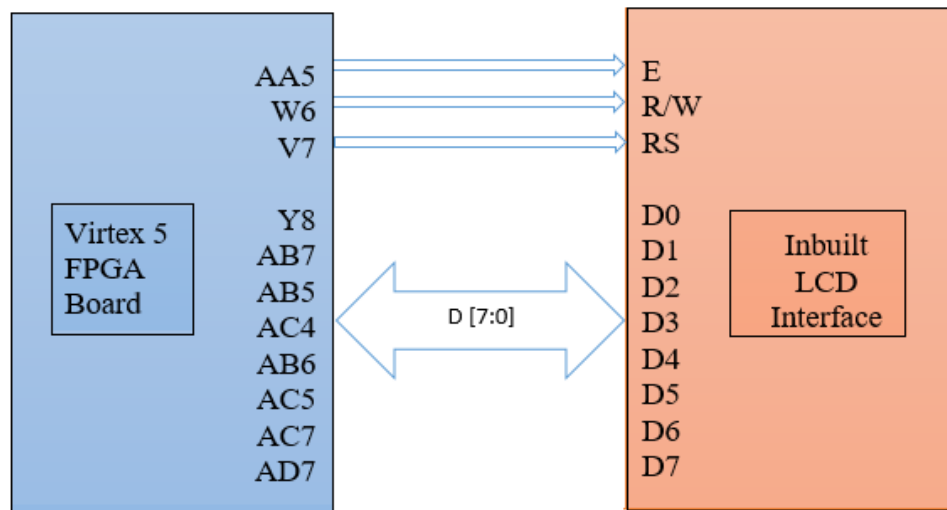 AA5
W6
V7
Y8
AB7
AB5
AC4
AB6
AC5
AC7
AD7
Virtex 5
FPGA
Board
D [7:0]
E
R/W
RS
D0
D1
D2
D3
D4
D5
D6
D7
Inbuilt
LCD
Interface